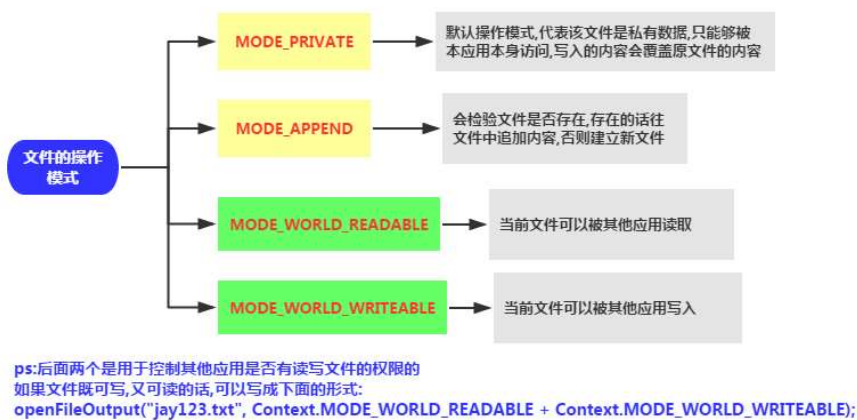 MODE_PRIVATE
默认操作模式,代表该文件是私有数据,只能够被
本应用本身访问,写入的内容会覆盖原文件的内容
MODE_APPEND
会检验文件是否存在,存在的话往
文件中追加内容,否则建立新文件
文件的操作
模式
MODE_WORLD_READABLE
当前文件可以被其他应用读取
MODE_WORLD_WRITEABLE
当前文件可以被其他应用写入
ps:后面两个是用于控制其他应用是否有读写文件的权限的
如果文件既可写,又可读的话,可以写成下面的形式:
openFileOutput("jay123.txt", Context.MODE_WORLD_READABLE + Context.MODE_WORLD_WRITEABLE);